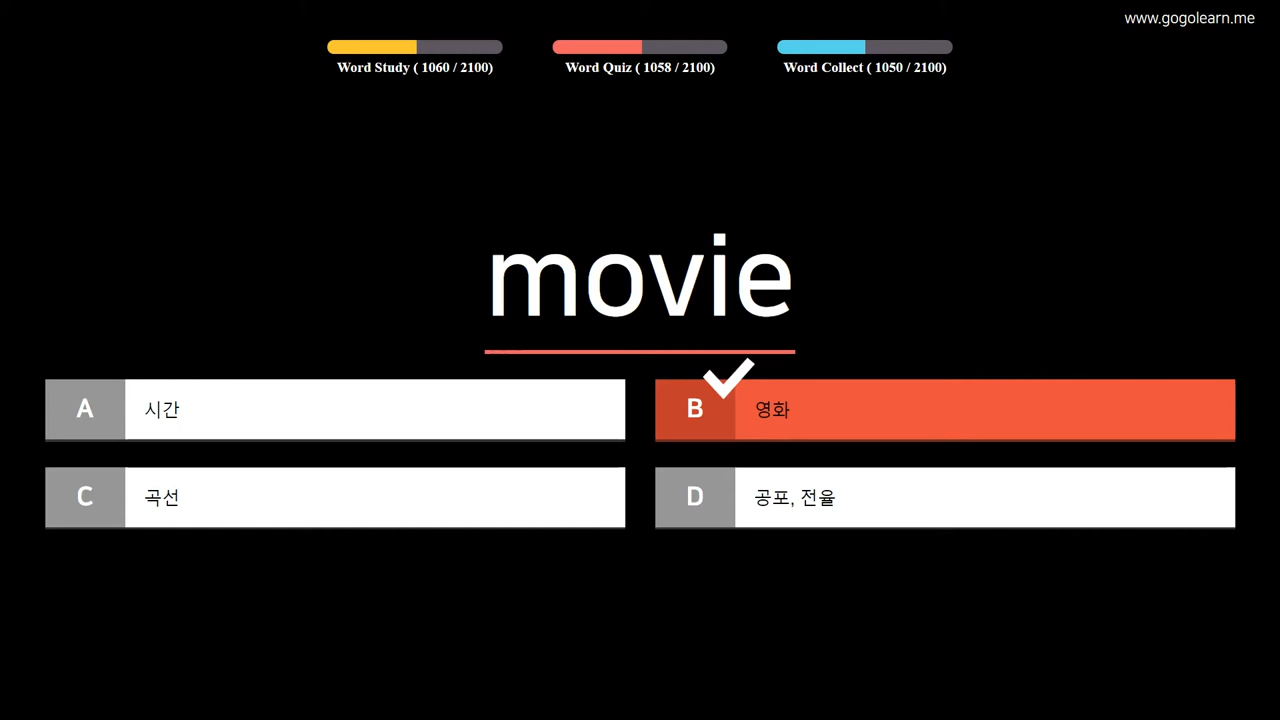 www.gogolearn.me
Word Study ( 1060 / 2100)
Word Quiz ( 1058 / 2100)
Word Collect ( 1050 / 2100)
movie
A 시간
B 영화
C 곡선
D 공포, 전율